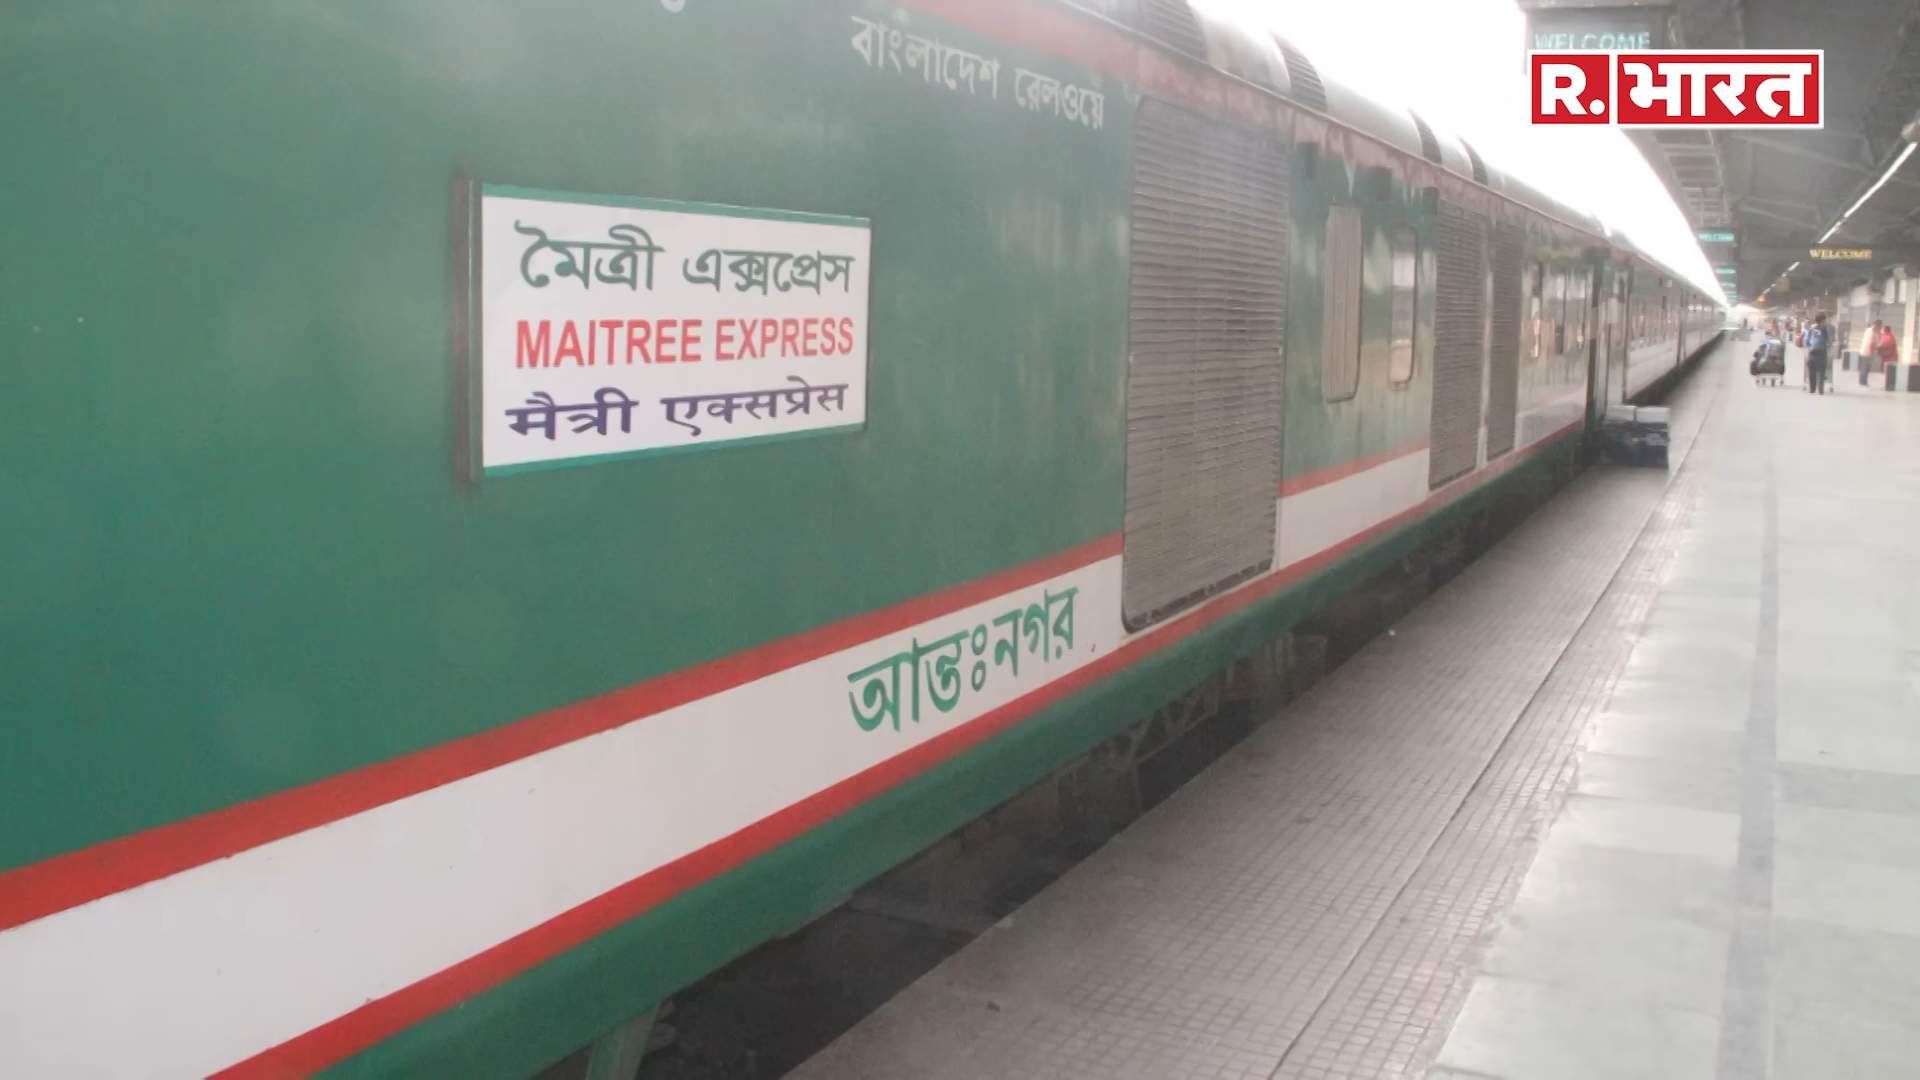 বাংলাদেশ রেলওয়ে
WELCOME
R. भारत
মৈত্রী এক্সপ্রেস
MAITREE EXPRESS
मैत्री एक्सप्रेस
WELCOME
আন্তঃনগর